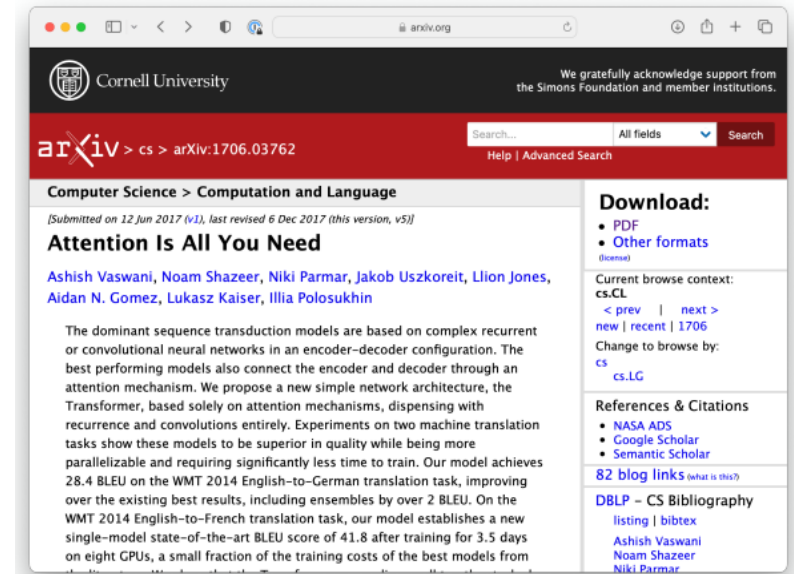 arxiv.org
Cornell University
We gratefully acknowledge support from
the Simons Foundation and member institutions.
arXiv > cs > arXiv:1706.03762
Search...
All fields
Search
Help | Advanced Search
Computer Science > Computation and Language
[Submitted on 12 Jun 2017 (v1), last revised 6 Dec 2017 (this version, v5)]
Attention Is All You Need
Ashish Vaswani, Noam Shazeer, Niki Parmar, Jakob Uszkoreit, Llion Jones,
Aidan N. Gomez, Lukasz Kaiser, Illia Polosukhin
The dominant sequence transduction models are based on complex recurrent
or convolutional neural networks in an encoder-decoder configuration. The
best performing models also connect the encoder and decoder through an
attention mechanism. We propose a new simple network architecture, the
Transformer, based solely on attention mechanisms, dispensing with
recurrence and convolutions entirely. Experiments on two machine translation
tasks show these models to be superior in quality while being more
parallelizable and requiring significantly less time to train. Our model achieves
28.4 BLEU on the WMT 2014 English-to-German translation task, improving
over the existing best results, including ensembles by over 2 BLEU. On the
WMT 2014 English-to-French translation task, our model establishes a new
single-model state-of-the-art BLEU score of 41.8 after training for 3.5 days
on eight GPUs, a small fraction of the training costs of the best models from
Download:
• PDF
• Other formats
(license)
Current browse context:
cs.CL
< prev | next >
new | recent | 1706
Change to browse by:
cs
cs.LG
References & Citations
• NASA ADS
• Google Scholar
• Semantic Scholar
82 blog links (what is this?)
DBLP – CS Bibliography
listing | bibtex
Ashish Vaswani
Noam Shazeer
Niki Parmar